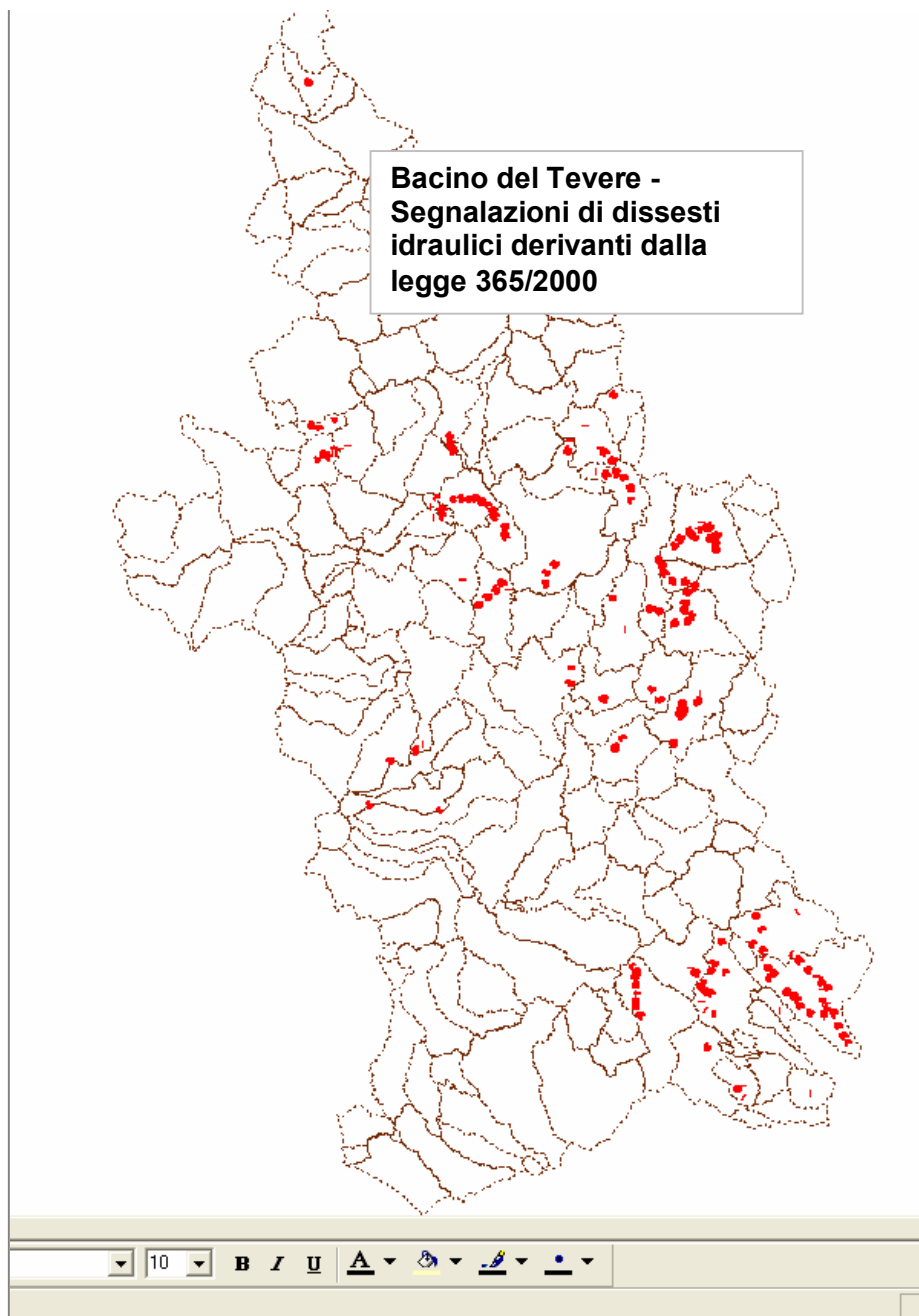 Bacino del Tevere -
Segnalazioni di dissesti
idraulici derivanti dalla
legge 365/2000
10 B I U A